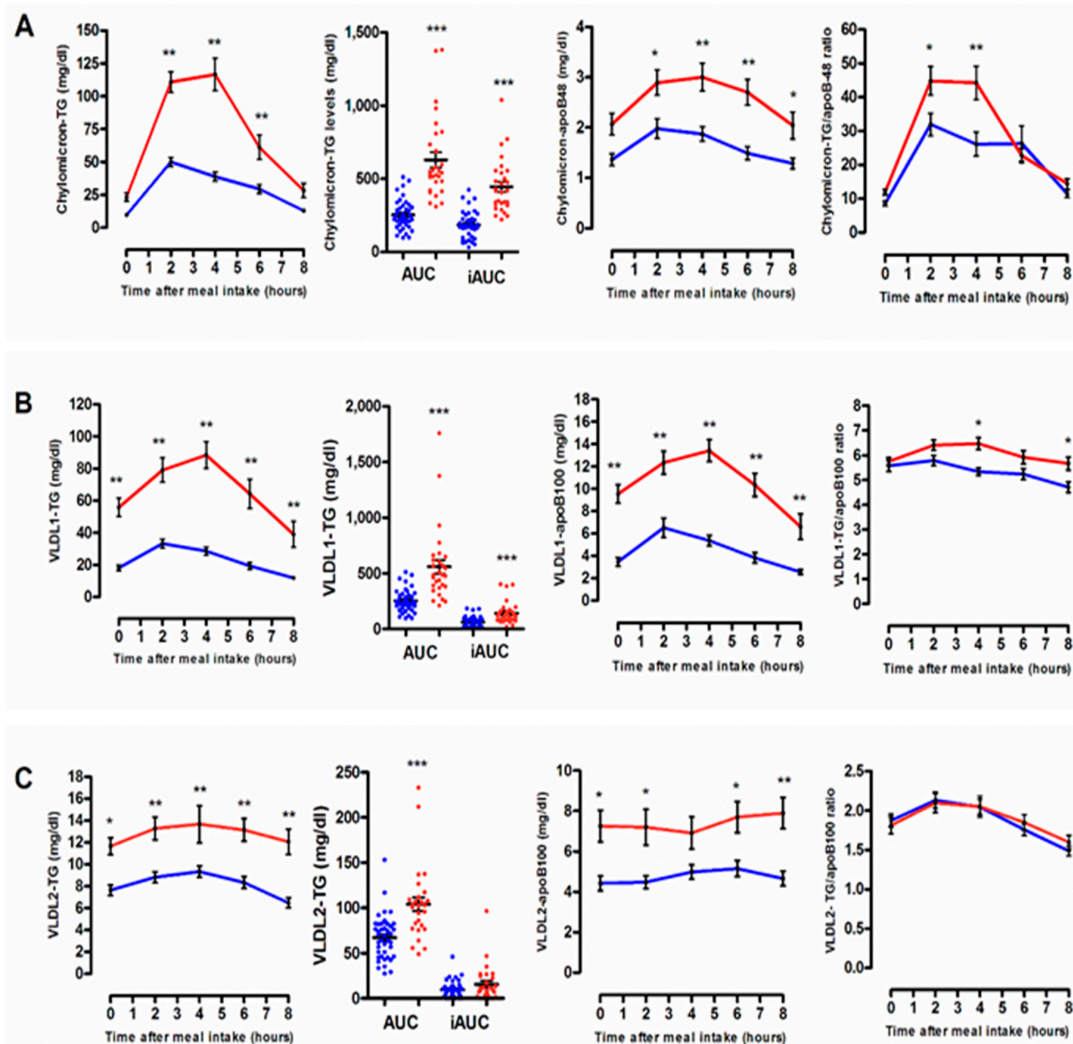 A
Chylomicron-TG (mg/dl)
150
125
100
75
50
25
0
** ** **
0 1 2 3 4 5 6 7 8
Time after meal intake (hours)
Chylomicron-TG levels (mg/dl)
1,500
1,000
500
0
***
***
AUC iAUC
Chylomicron-apoB48 (mg/dl)
4
3
2
1
0
* ** ** *
0 1 2 3 4 5 6 7 8
Time after meal intake (hours)
Chylomicron-TG/apoB-48 ratio
60
50
40
30
20
10
0
* **
0 1 2 3 4 5 6 7 8
Time after meal intake (hours)
B
VLDL1-TG (mg/dl)
120
100
80
60
40
20
0
** ** ** ** **
0 1 2 3 4 5 6 7 8
Time after meal intake (hours)
VLDL1-TG (mg/dl)
2,000
1,500
1,000
500
0
***
***
AUC iAUC
VLDL1-apoB100 (mg/dl)
18
16
14
12
10
8
6
4
2
0
** ** ** ** **
0 1 2 3 4 5 6 7 8
Time after meal intake (hours)
VLDL1-TG/apoB100 ratio
8
7
6
5
4
3
2
1
0
* *
0 1 2 3 4 5 6 7 8
Time after meal intake (hours)
C
VLDL2-TG (mg/dl)
18
16
14
12
10
8
6
4
2
0
* ** ** ** **
0 1 2 3 4 5 6 7 8
Time after meal intake (hours)
VLDL2-TG (mg/dl)
250
200
150
100
50
0
***
AUC iAUC
VLDL2-apoB100 (mg/dl)
10
8
6
4
2
0
* * * **
0 1 2 3 4 5 6 7 8
Time after meal intake (hours)
VLDL2- TG/apoB100 ratio
2.5
2.0
1.5
1.0
0.5
0.0
0 1 2 3 4 5 6 7 8
Time after meal intake (hours)